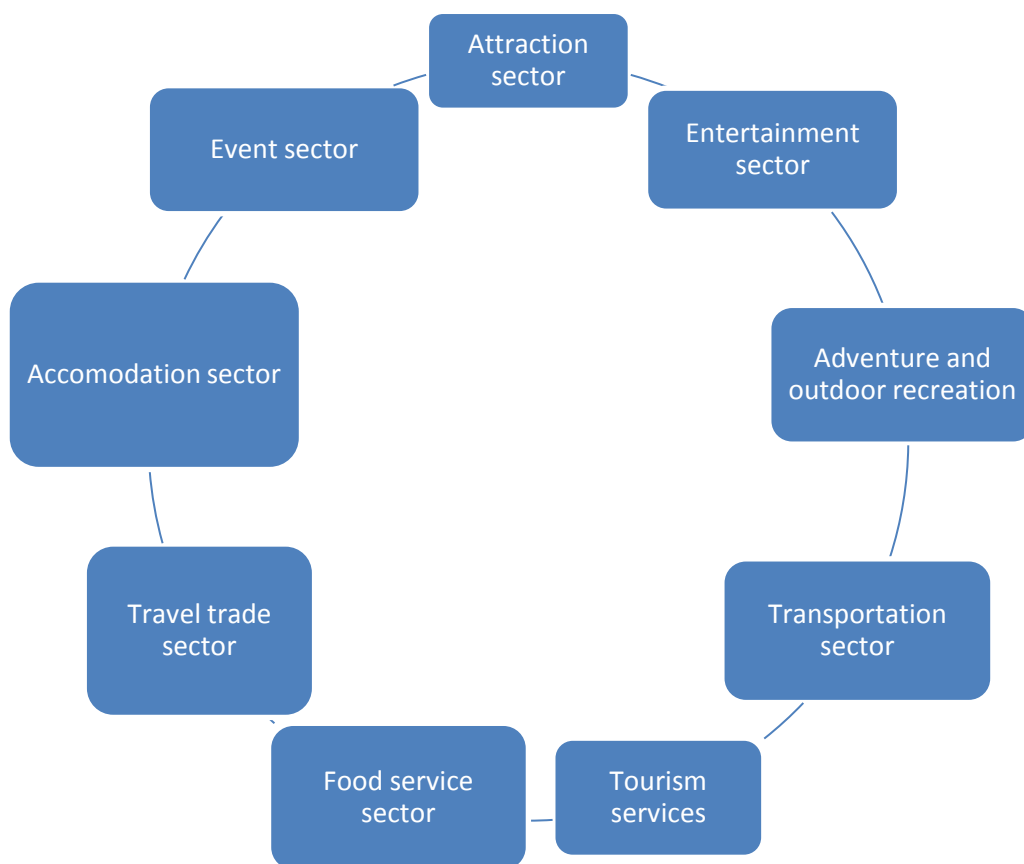 Attraction
sector
Entertainment
sector
Adventure and
outdoor recreation
Transportation
sector
Tourism
services
Food service
sector
Travel trade
sector
Accomodation sector
Event sector